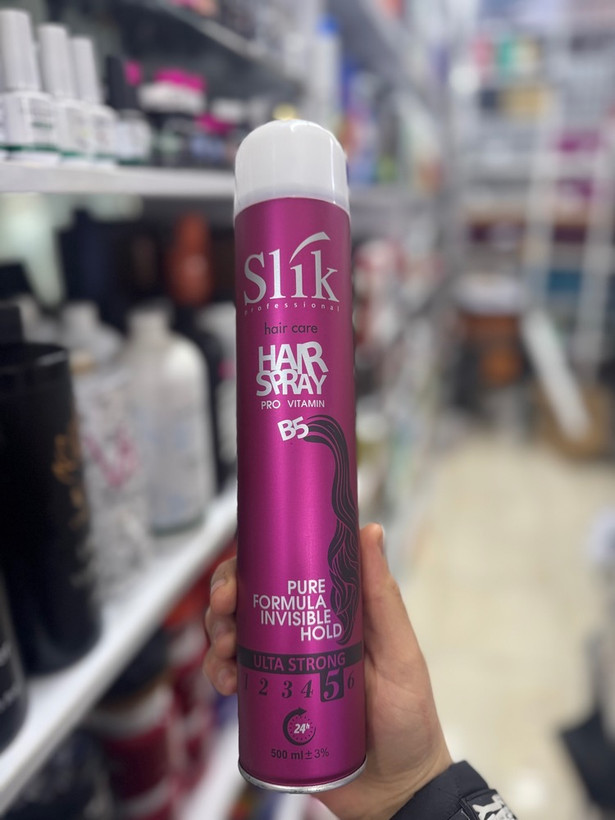 Slík
professional
hair care
HAIR
SPRAY
PRO VITAMIN
B5
PURE
FORMULA
INVISIBLE
HOLD
ULTA STRONG
1 2 3 4 5 6
24h
500 ml±3%